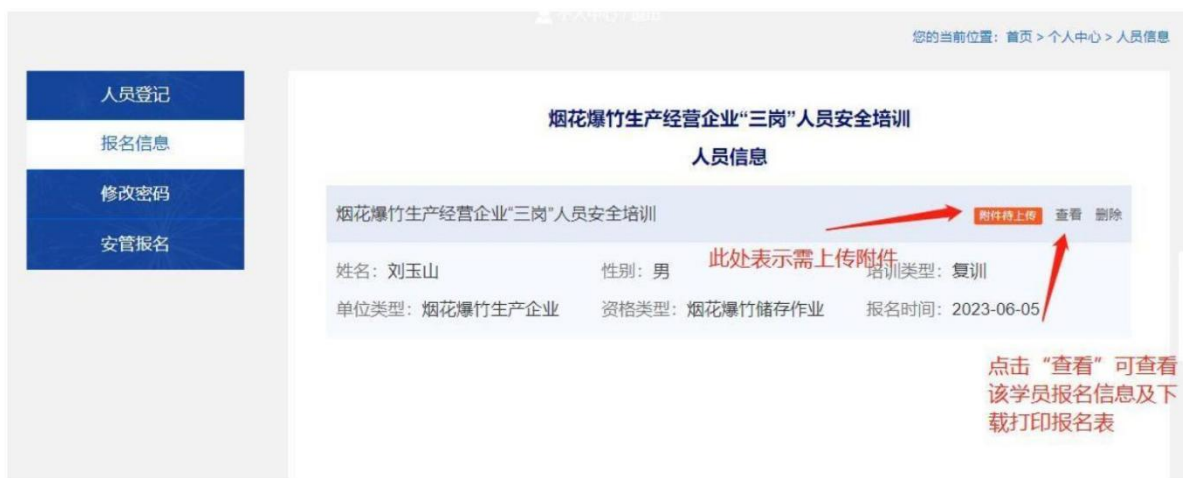 您的当前位置：首页 > 个人中心 > 人员信息
人员登记
报名信息
修改密码
安管报名
烟花爆竹生产经营企业“三岗”人员安全培训
人员信息
烟花爆竹生产经营企业“三岗”人员安全培训
附件待上传 查看 删除
此处表示需上传附件
姓名：刘玉山 性别：男 培训类型：复训
单位类型：烟花爆竹生产企业 资格类型：烟花爆竹储存作业 报名时间：2023-06-05
点击“查看”可查看
该学员报名信息及下
载打印报名表